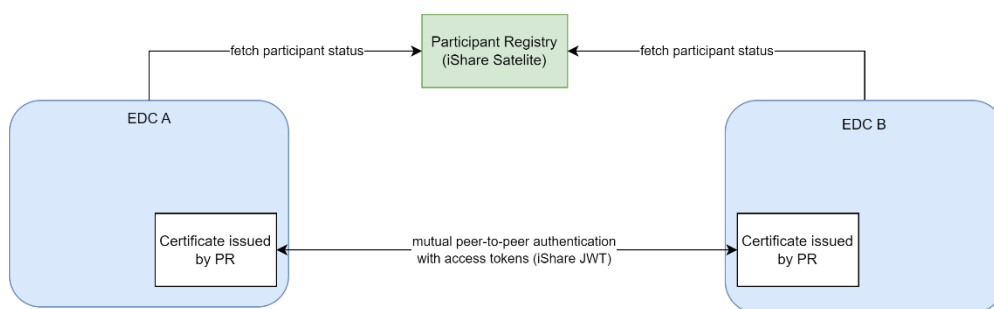 Participant Registry
(iShare Satelite)
fetch participant status
fetch participant status
EDC A
EDC B
Certificate issued
by PR
mutual peer-to-peer authentication
with access tokens (iShare JWT)
Certificate issued
by PR